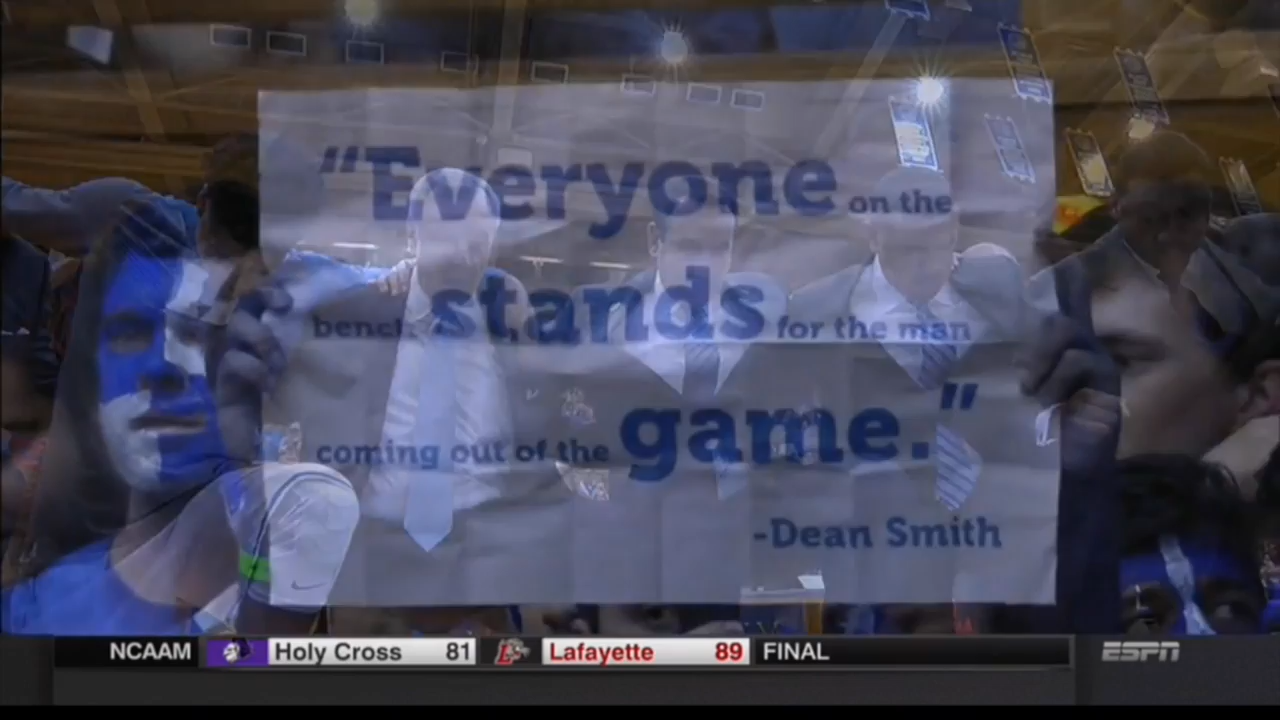 "Everyone on the
bench stands for the man
coming out of the game."
-Dean Smith
NCAAM Holy Cross 81 Lafayette 89 FINAL ESPN